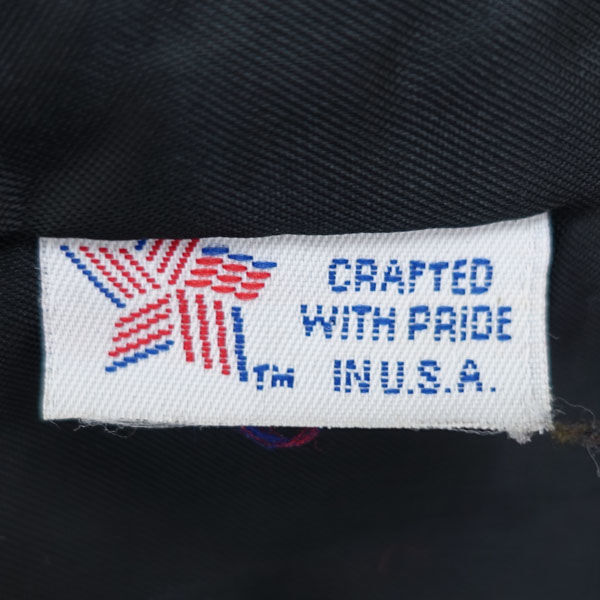 CRAFTED
WITH PRIDE
IN U.S.A.
TM